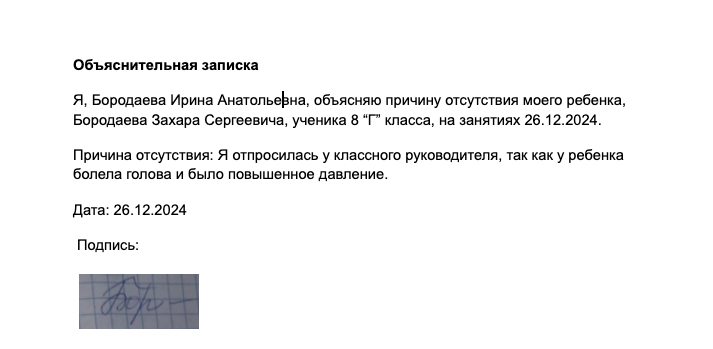 Объяснительная записка
Я, Бородаева Ирина Анатольевна, объясняю причину отсутствия моего ребенка,
Бородаева Захара Сергеевича, ученика 8 “Г” класса, на занятиях 26.12.2024.
Причина отсутствия: Я отпросилась у классного руководителя, так как у ребенка
болела голова и было повышенное давление.
Дата: 26.12.2024
Подпись:
Бор